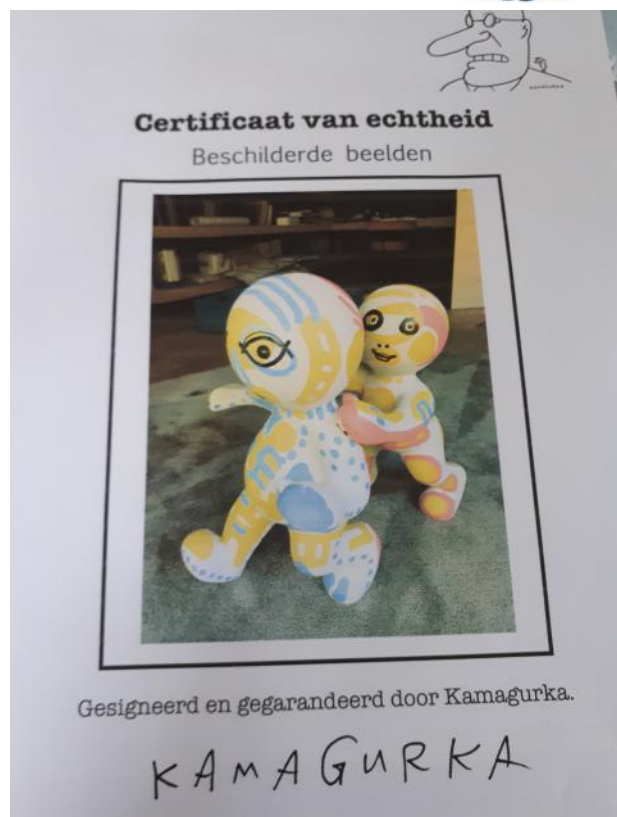 Certificaat van echtheid
Beschilderde beelden
Gesigneerd en gegarandeerd door Kamagurka.
KAMAGURKA